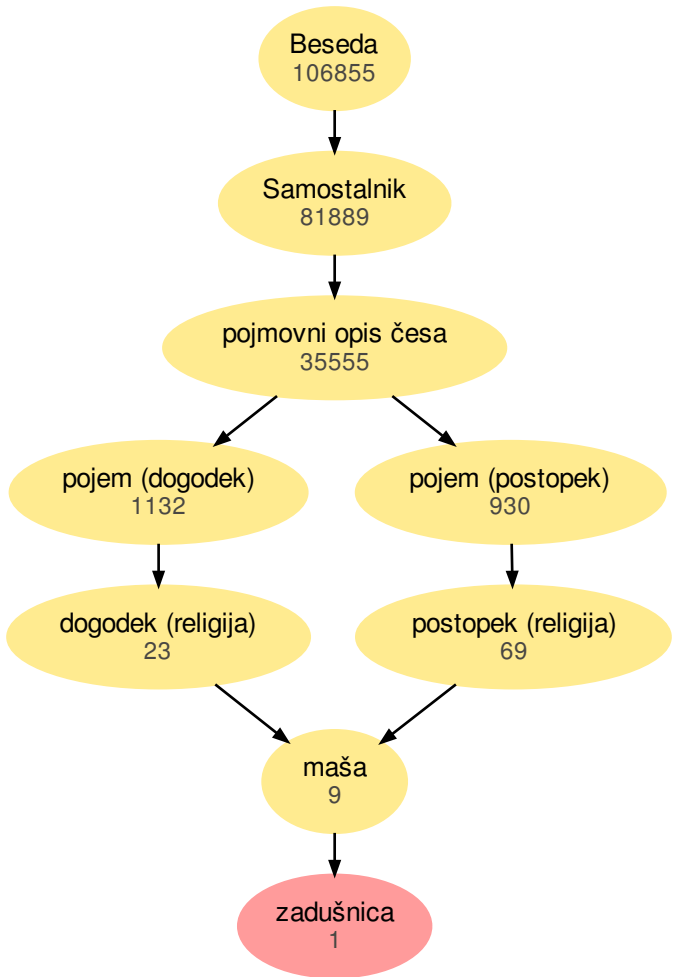 Beseda
106855
Samostalnik
81889
pojmovni opis česa
35555
pojem (dogodek)
1132
pojem (postopek)
930
dogodek (religija)
23
postopek (religija)
69
maša
9
zadušnica
1